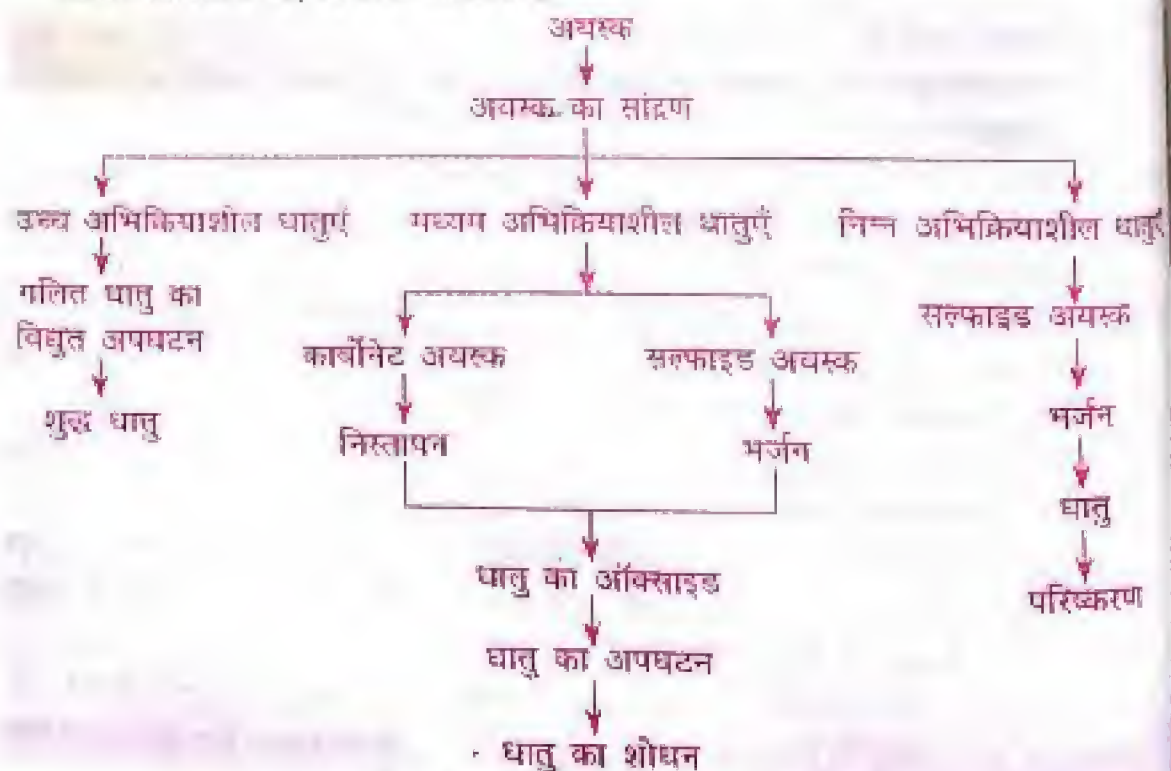 अयस्क
अयस्क का सांद्रण
उच्च अभिक्रियाशील धातुएँ
मध्यम अभिक्रियाशील धातुएँ
निम्न अभिक्रियाशील धातुएँ
गलित धातु का
विद्युत अपघटन
शुद्ध धातु
कार्बोनेट अयस्क
सल्फाइड अयस्क
निस्तापन
भर्जन
सल्फाइड अयस्क
भर्जन
धातु
परिष्करण
धातु का ऑक्साइड
धातु का अपघटन
धातु का शोधन